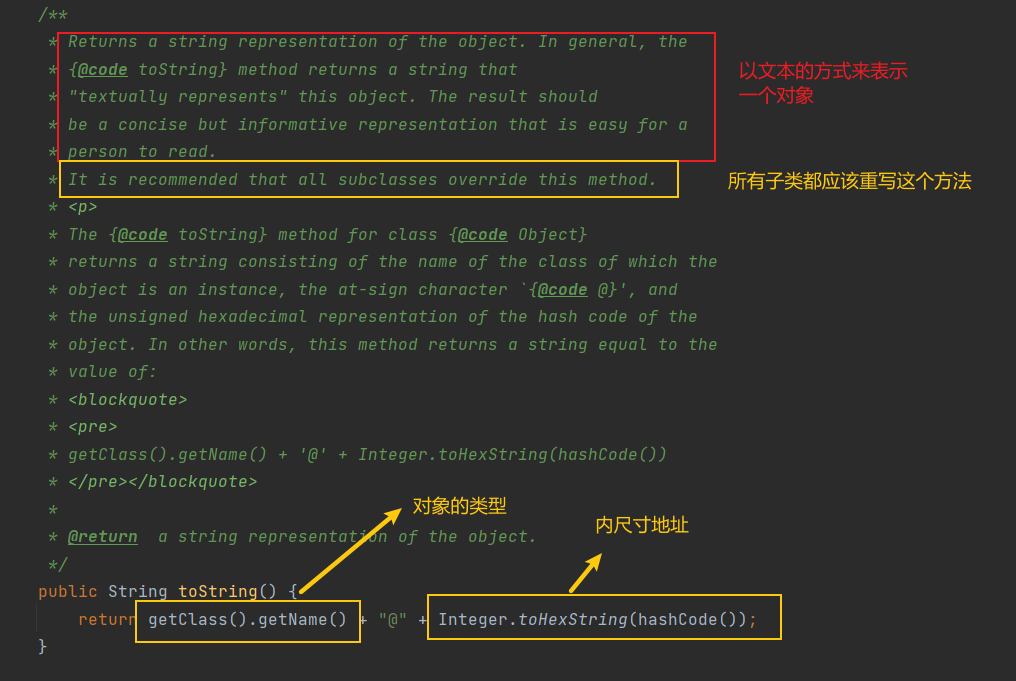 /**
* Returns a string representation of the object. In general, the
* {@code toString} method returns a string that
* "textually represents" this object. The result should
* be a concise but informative representation that is easy for a
* person to read.
以文本的方式来表示
一个对象
* It is recommended that all subclasses override this method.
所有子类都应该重写这个方法
* <p>
* The {@code toString} method for class {@code Object}
* returns a string consisting of the name of the class of which the
* object is an instance, the at-sign character `{@code @}', and
* the unsigned hexadecimal representation of the hash code of the
* object. In other words, this method returns a string equal to the
* value of:
* <blockquote>
* <pre>
* getClass().getName() + '@' + Integer.toHexString(hashCode())
* </pre></blockquote>
*
对象的类型
内尺寸地址
* @return  a string representation of the object.
*/
public String toString() {
return getClass().getName() + "@" + Integer.toHexString(hashCode());
}